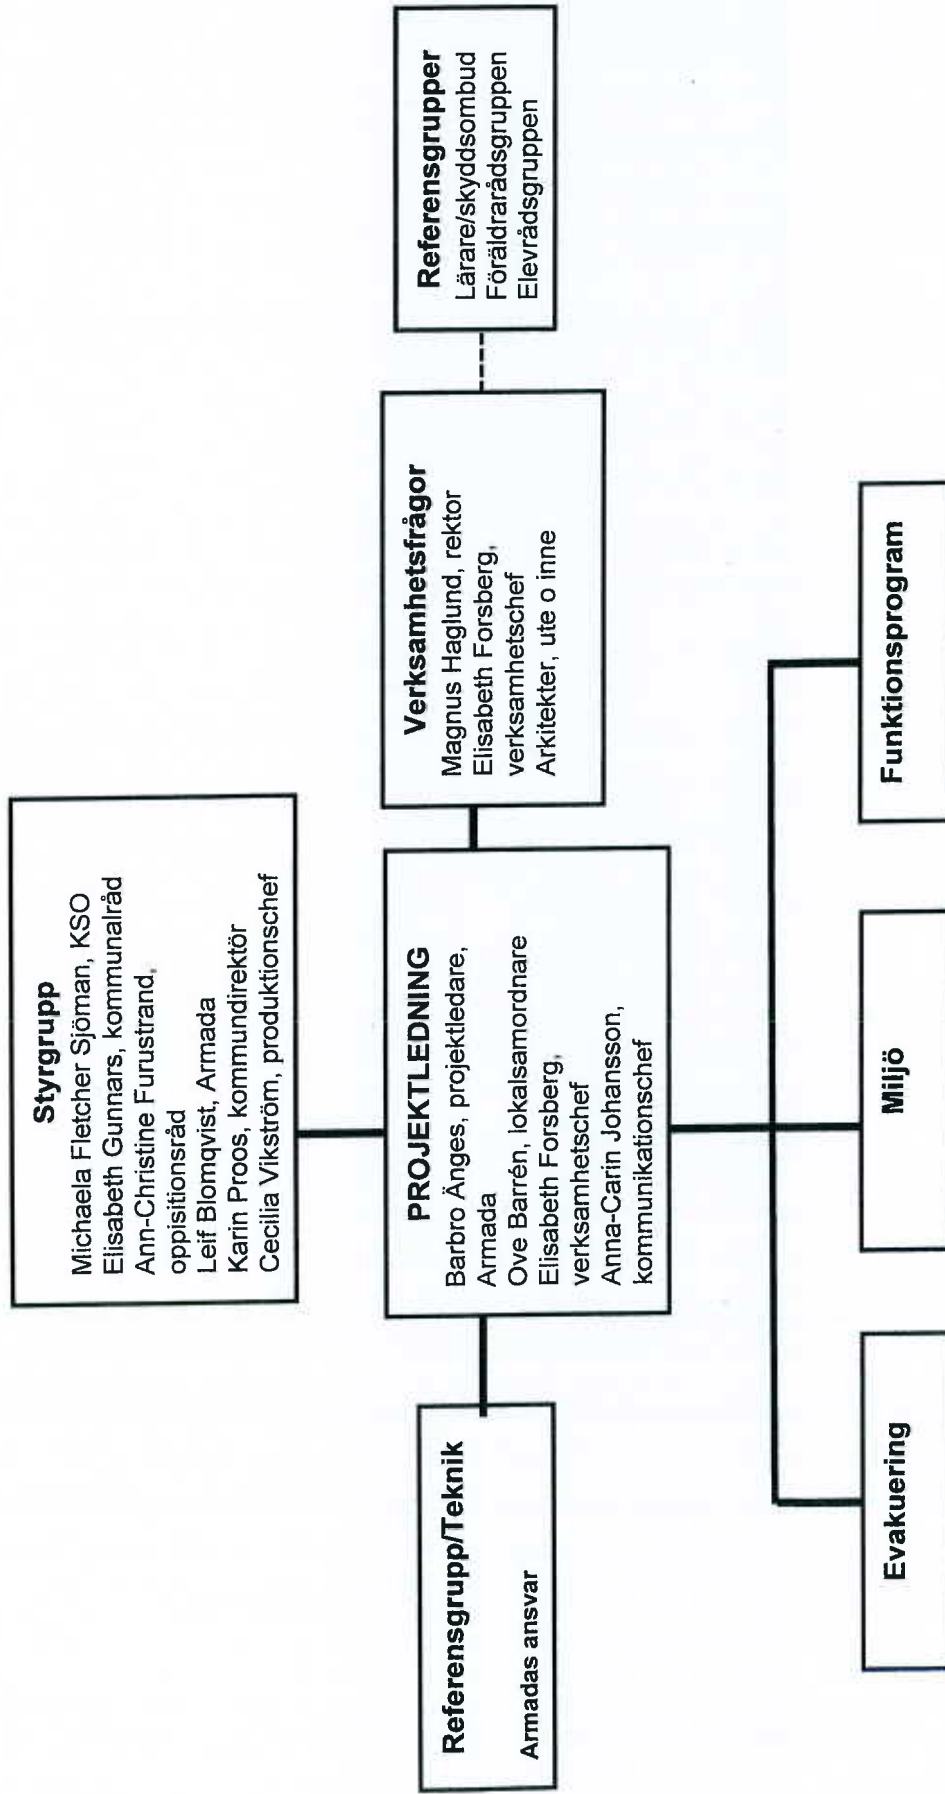 Styrgrupp
Michaela Fletcher Sjöman, KSO
Elisabeth Gunnars, kommunalråd
Ann-Christine Furustrand,
oppisitionsråd
Leif Blomqvist, Armada
Karin Proos, kommundirektör
Cecilia Vikström, produktionschef
Referensgrupp/Teknik
Armadas ansvar
PROJEKTLEDNING
Barbro Änges, projektledare,
Armada
Ove Barrén, lokalsamordnare
Elisabeth Forsberg,
verksamhetschef
Anna-Carin Johansson,
kommunikationschef
Verksamhetsfrågor
Magnus Haglund, rektor
Elisabeth Forsberg,
verksamhetschef
Arkitekter, ute o inne
Referensgrupper
Lärare/skyddsombud
Föräldrarådsgruppen
Elevrådsgruppen
Evakuering
Miljö
Funktionsprogram